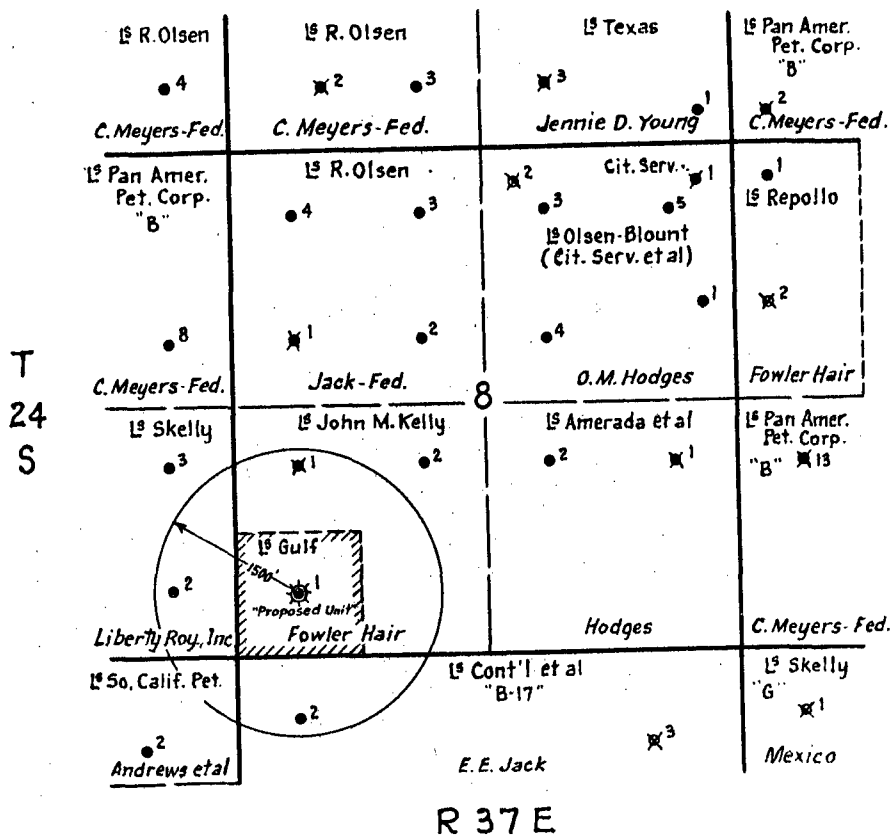 Ls R. Olsen
4
C. Meyers-Fed.
Ls R. Olsen
2
3
C. Meyers-Fed.
Ls Texas
3
1
Jennie D. Young
Ls Pan Amer.
Pet. Corp.
"B"
2
C. Meyers-Fed.
Ls Pan Amer.
Pet. Corp.
"B"
8
C. Meyers-Fed.
Ls R. Olsen
4
3
1
2
Jack-Fed.
2
Cit. Serv.
1
3
5
Ls Olsen-Blount
(Cit. Serv. et al)
1
4
O.M. Hodges
1
Ls Repollo
2
Fowler Hair
T
24
S
8
Ls Skelly
3
2
Liberty Roy., Inc
Ls John M. Kelly
1
2
Ls Gulf
1500'
1
"Proposed Unit"
Fowler Hair
Ls Amerada et al
2
1
Hodges
Ls Pan Amer.
Pet. Corp.
"B"
13
C. Meyers-Fed.
Ls So. Calif. Pet.
2
Andrews et al
Ls Cont'l et al
"B-17"
2
3
E.E. Jack
Ls Skelly
"G"
1
Mexico
R 37 E